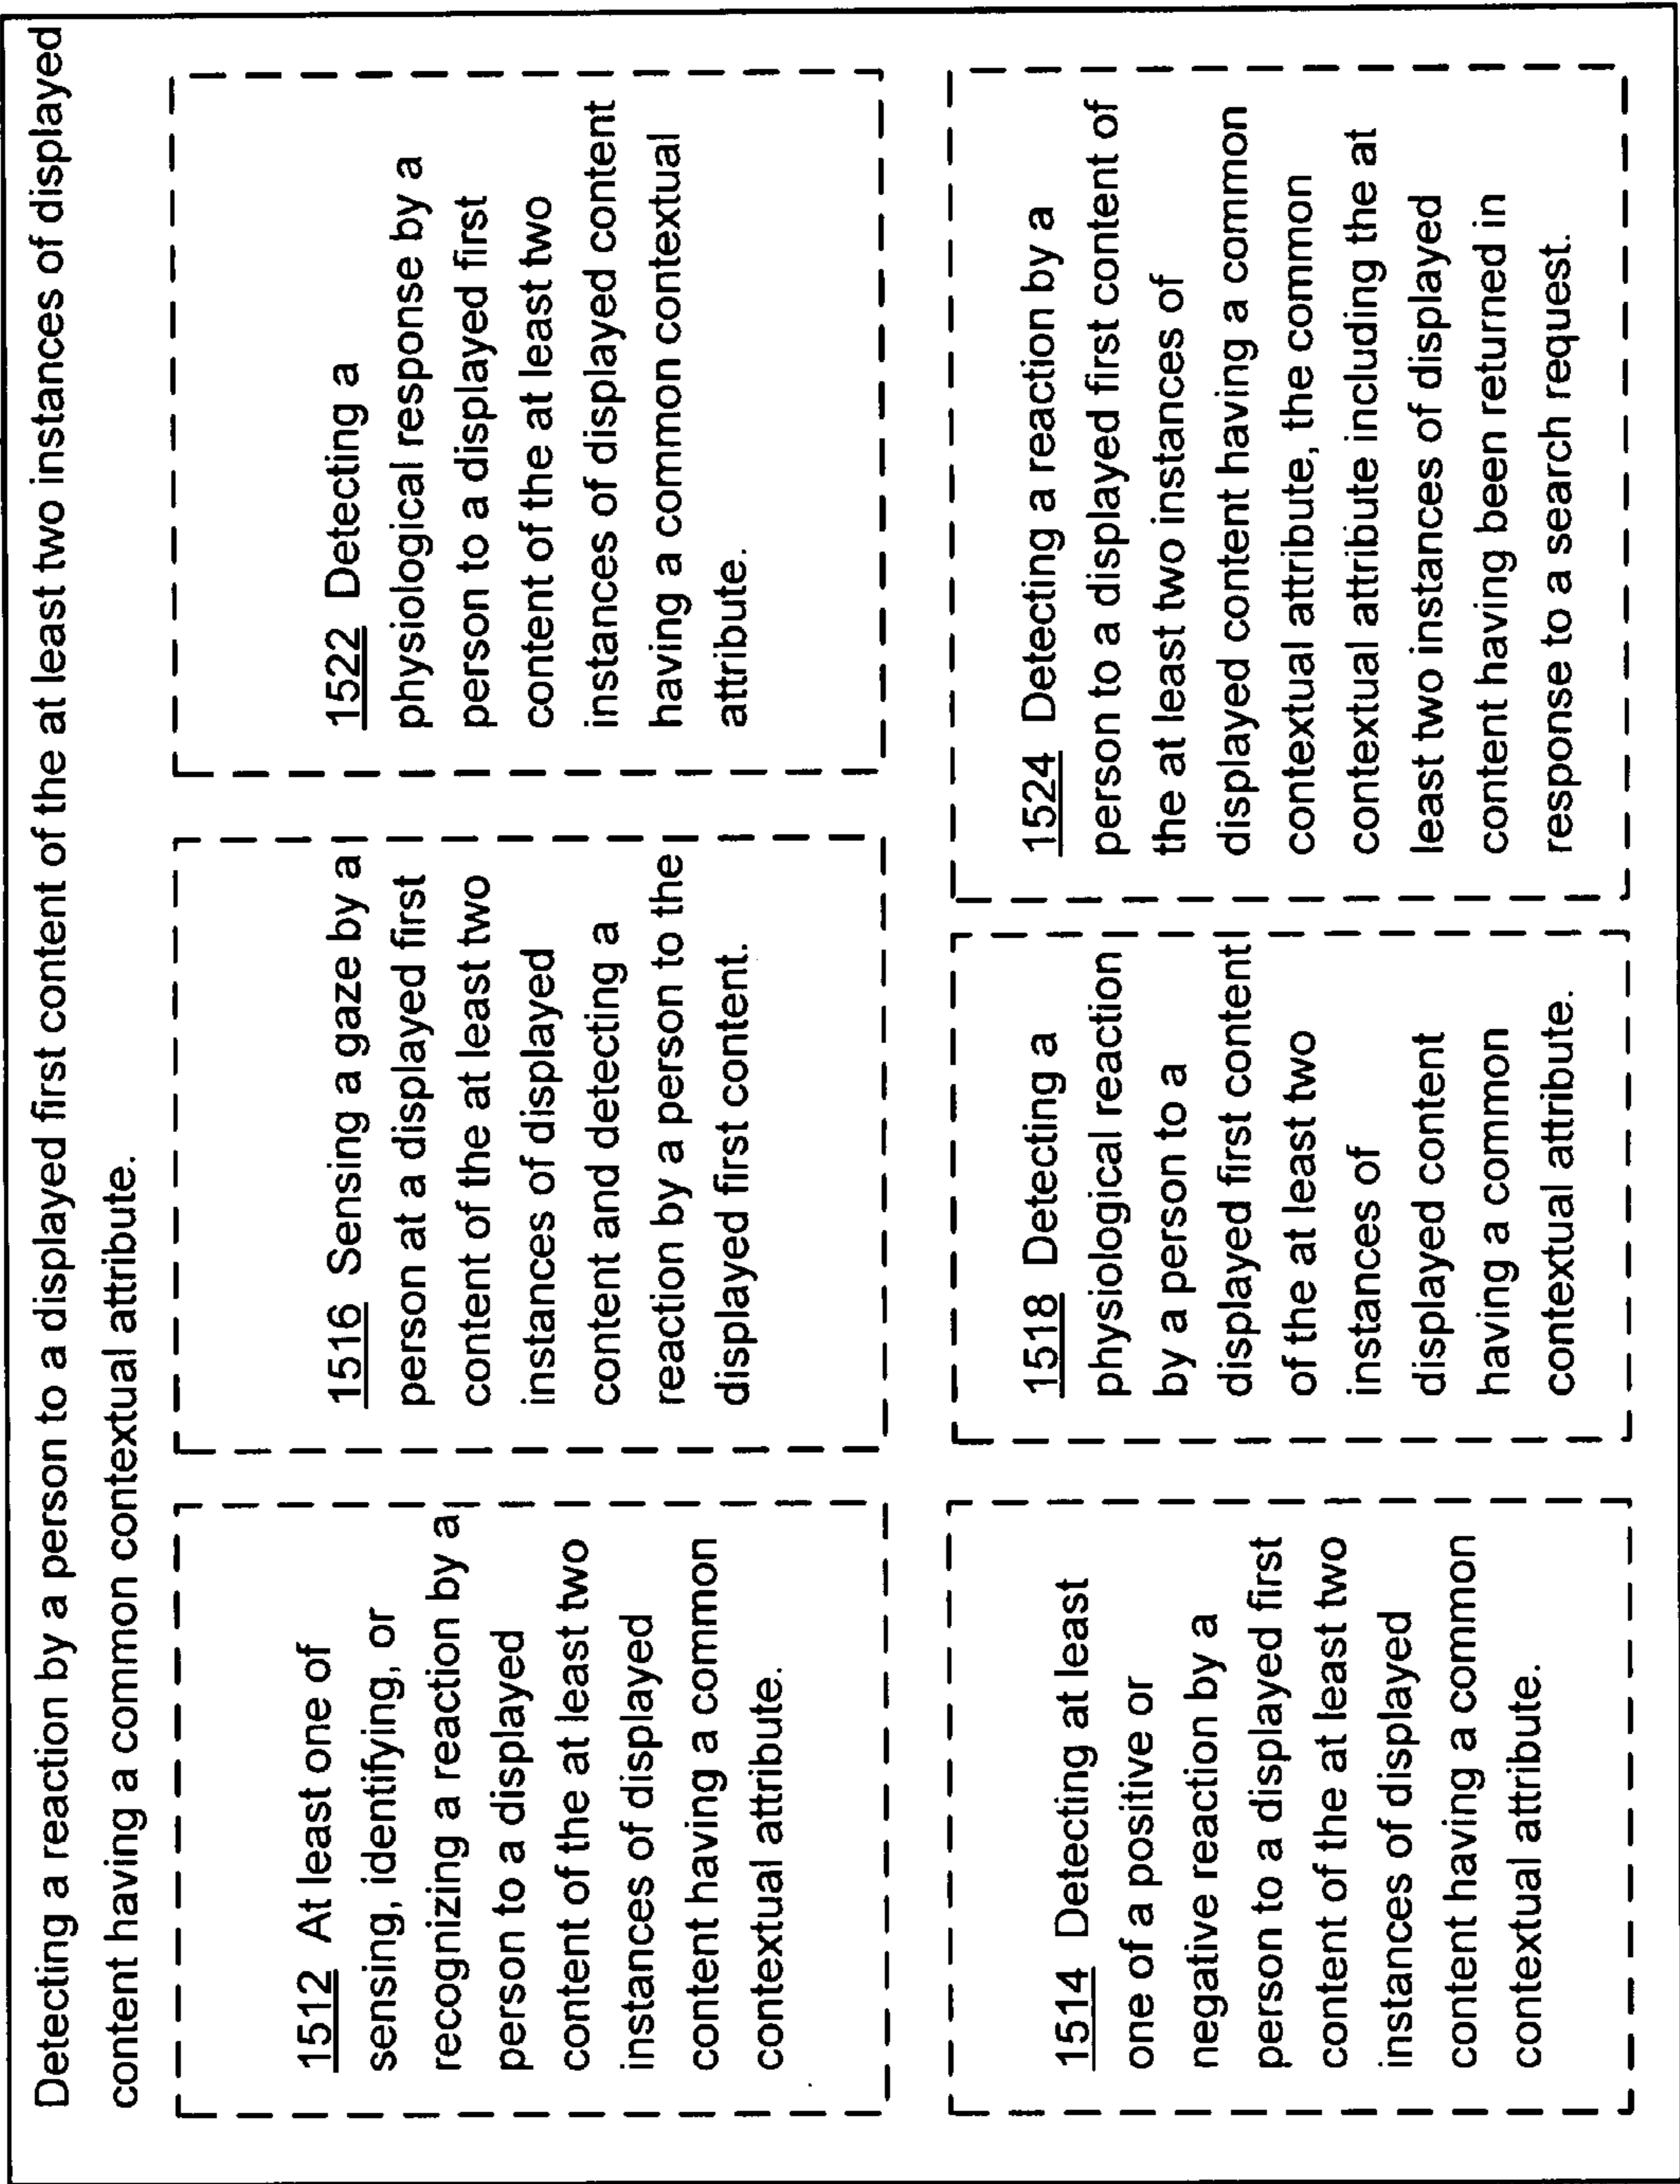 Detecting a reaction by a person to a displayed first content of the at least two instances of displayed
content having a common contextual attribute.
1512 At least one of
sensing, identifying, or
recognizing a reaction by a
person to a displayed
content of the at least two
instances of displayed
content having a common
contextual attribute.
1516 Sensing a gaze by a
person at a displayed first
content of the at least two
instances of displayed
content and detecting a
reaction by a person to the
displayed first content.
1522 Detecting a
physiological response by a
person to a displayed first
content of the at least two
instances of displayed content
having a common contextual
attribute.
1514 Detecting at least
one of a positive or
negative reaction by a
person to a displayed first
content of the at least two
instances of displayed
content having a common
contextual attribute.
1518 Detecting a
physiological reaction
by a person to a
displayed first content
of the at least two
instances of
displayed content
having a common
contextual attribute.
1524 Detecting a reaction by a
person to a displayed first content of
the at least two instances of
displayed content having a common
contextual attribute, the common
contextual attribute including the at
least two instances of displayed
content having been returned in
response to a search request.